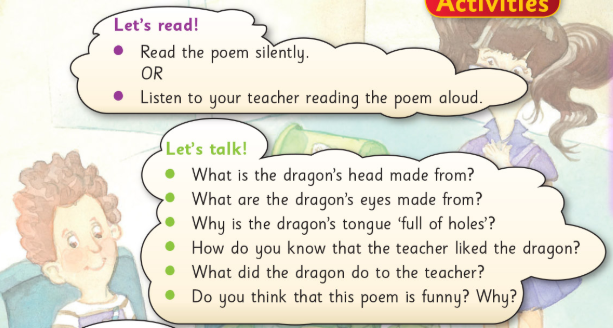 Activities
Let's read!
● Read the poem silently.
OR
● Listen to your teacher reading the poem aloud.
Let's talk!
● What is the dragon's head made from?
● What are the dragon's eyes made from?
● Why is the dragon's tongue 'full of holes'?
● How do you know that the teacher liked the dragon?
● What did the dragon do to the teacher?
● Do you think that this poem is funny? Why?